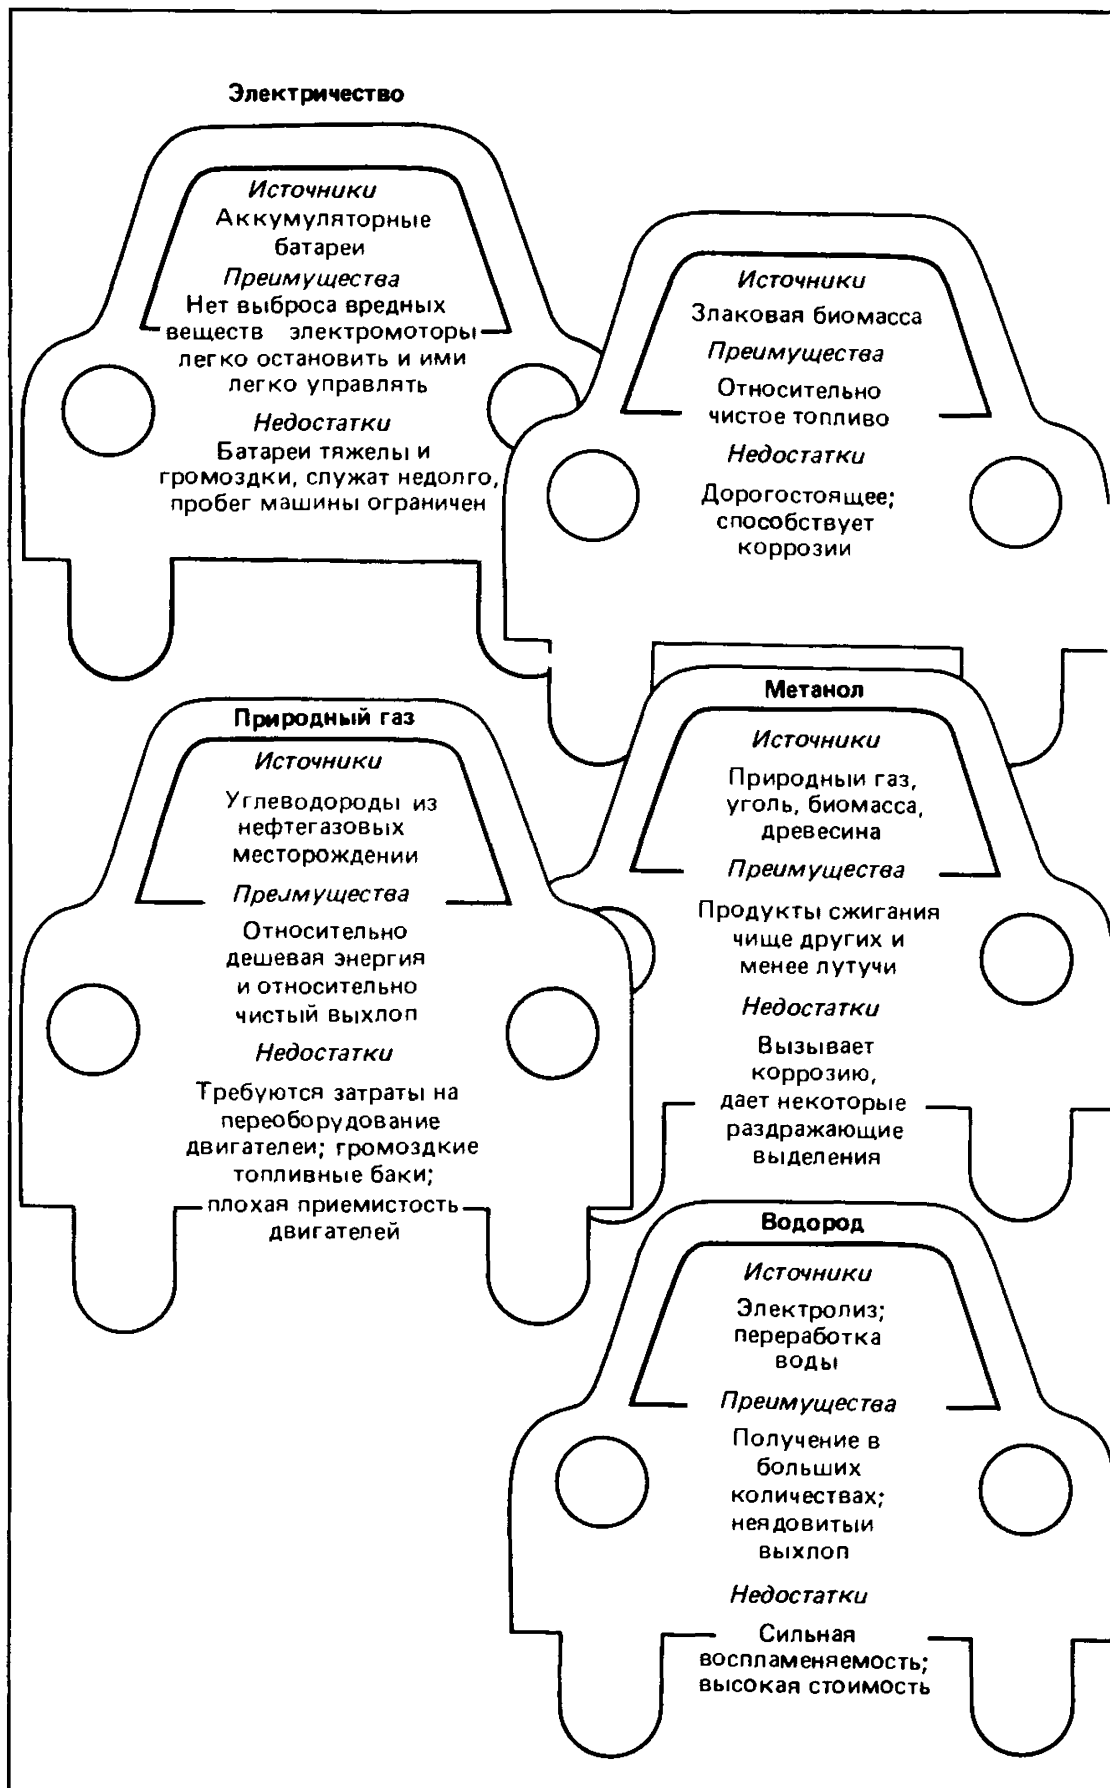 Электричество
Источники
Аккумуляторные
батареи
Преимущества
Нет выброса вредных
веществ электромоторы
легко остановить и ими
легко управлять
Недостатки
Батареи тяжелы и
громоздки, служат недолго,
пробег машины ограничен
Источники
Злаковая биомасса
Преимущества
Относительно
чистое топливо
Недостатки
Дорогостоящее;
способствует
коррозии
Природный газ
Источники
Углеводороды из
нефтегазовых
месторождении
Преимущества
Относительно
дешевая энергия
и относительно
чистый выхлоп
Недостатки
Требуются затраты на
переоборудование
двигателеи; громоздкие
топливные баки;
плохая приемистость
двигателей
Метанол
Источники
Природныи газ,
уголь, биомасса,
древесина
Преимущества
Продукты сжигания
чище других и
менее лутучи
Недостатки
Вызывает
коррозию,
дает некоторые
раздражающие
выделения
Водород
Источники
Электролиз;
переработка
воды
Преимущества
Получение в
больших
количествах;
неядовитыи
выхлоп
Недостатки
Сильная
воспламеняемость;
высокая стоимость